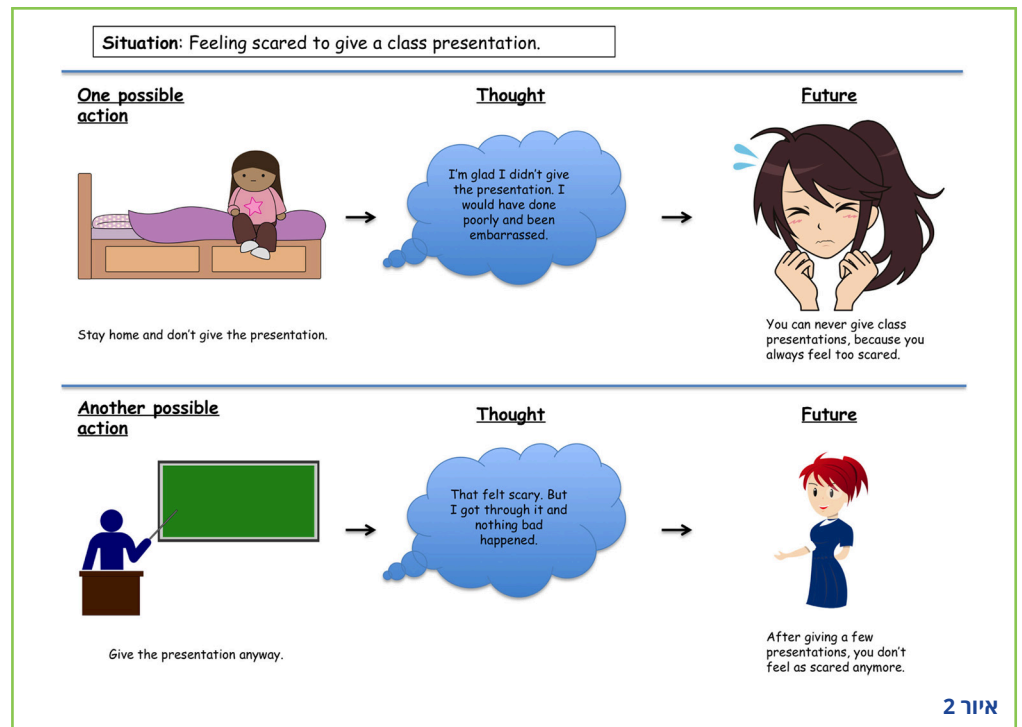 Situation: Feeling scared to give a class presentation.
One possible
action
Thought
Future
I'm glad I didn't give
the presentation. I
would have done
poorly and been
embarrassed.
Stay home and don't give the presentation.
You can never give class
presentations, because you
always feel too scared.
Another possible
action
Thought
Future
That felt scary. But
I got through it and
nothing bad
happened.
Give the presentation anyway.
After giving a few
presentations, you don't
feel as scared anymore.
איור 2